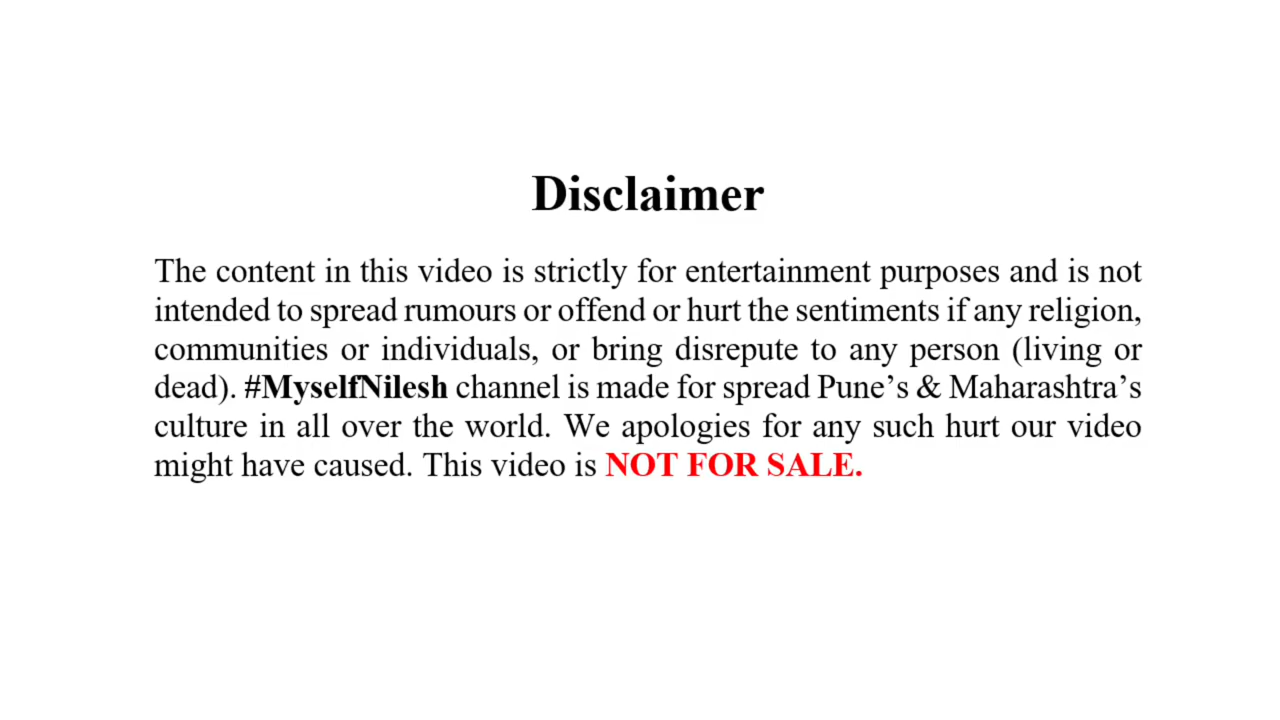 Disclaimer
The content in this video is strictly for entertainment purposes and is not
intended to spread rumours or offend or hurt the sentiments if any religion,
communities or individuals, or bring disrepute to any person (living or
dead). #MyselfNilesh channel is made for spread Pune’s & Maharashtra’s
culture in all over the world. We apologies for any such hurt our video
might have caused. This video is NOT FOR SALE.